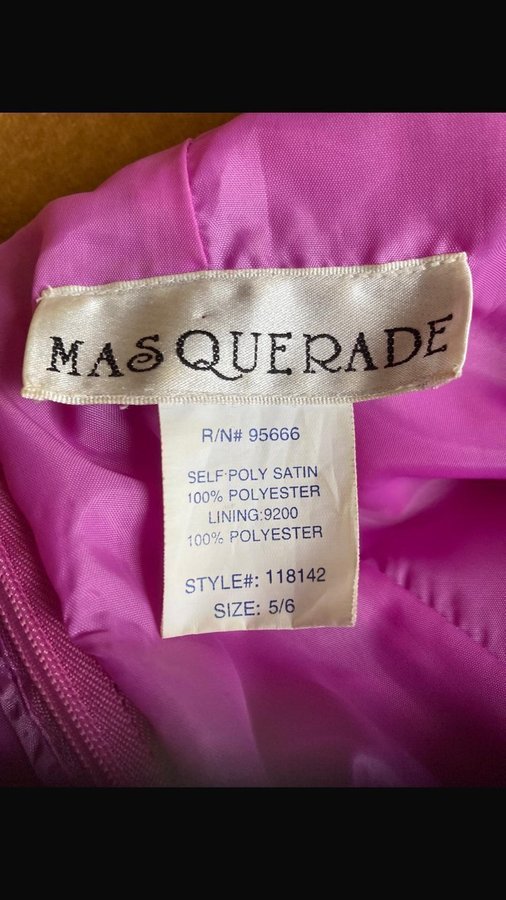 MASQUERADE
R/N# 95666
SELF:POLY SATIN
100% POLYESTER
LINING:9200
100% POLYESTER
STYLE#: 118142
SIZE: 5/6